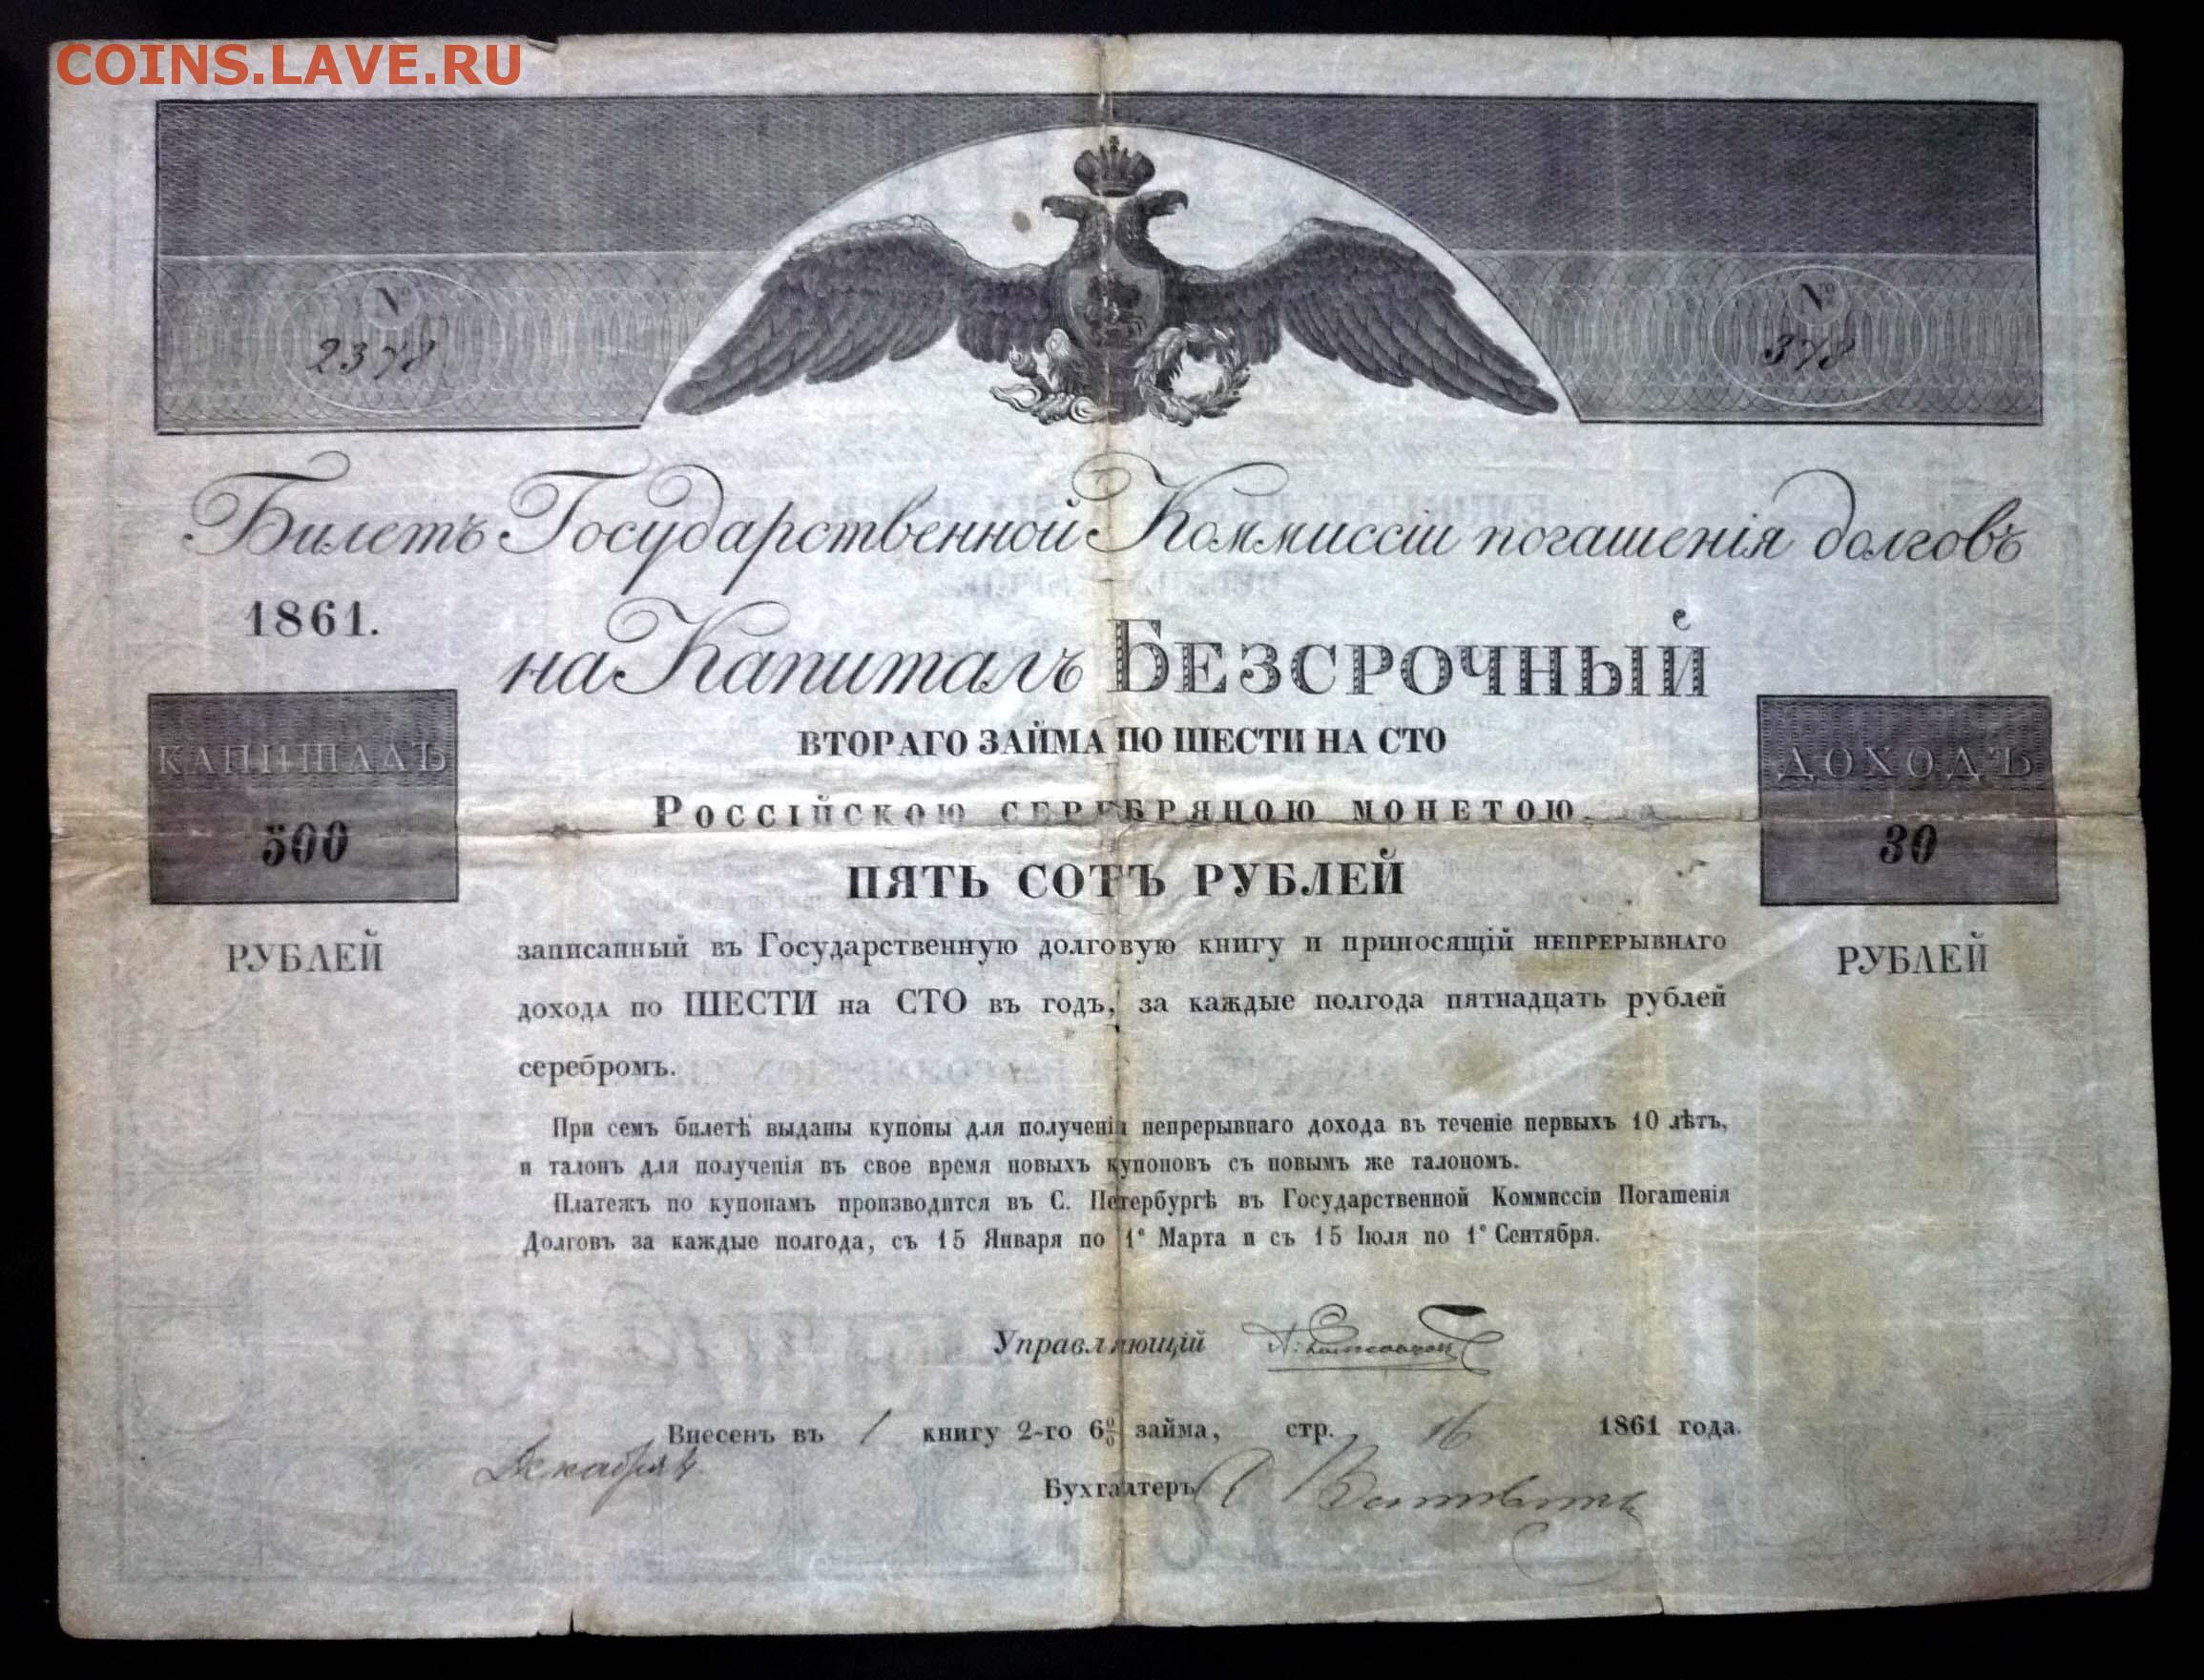 COINS.LAVE.RU
№ №
2378 378
Билетъ Государственной Коммиссіи погашенія долговъ
1861.
на Капиталъ БЕЗСРОЧНЫЙ
ВТОРАГО ЗАЙМА ПО ШЕСТИ НА СТО
КАПИТАЛЪ ДОХОДЪ
РОССІЙСКОЮ СЕРЕБРЯНОЮ МОНЕТОЮ
500 30
ПЯТЬ СОТЪ РУБЛЕЙ
РУБЛЕЙ РУБЛЕЙ
записанный въ Государственную долговую книгу и приносящій НЕПРЕРЫВНАГО
дохода по ШЕСТИ на СТО въ годъ, за каждые полгода пятнадцать рублей
серебромъ.
При семъ билетѣ выданы купоны для полученія непрерывнаго дохода въ теченіе первыхъ 10 лѣтъ,
и талонъ для полученія въ свое время новыхъ купоновъ съ новымъ же талономъ.
Платежъ по купонамъ производится въ С. Петербургѣ въ Государственной Коммиссіи Погашенія
Долговъ за каждые полгода, съ 15 Января по 1е Марта и съ 15 Іюля по 1е Сентября.
Управляющій
Внесенъ въ 1 книгу 2-го 6% займа, стр. 16 1861 года.
Декабря
Бухгалтеръ